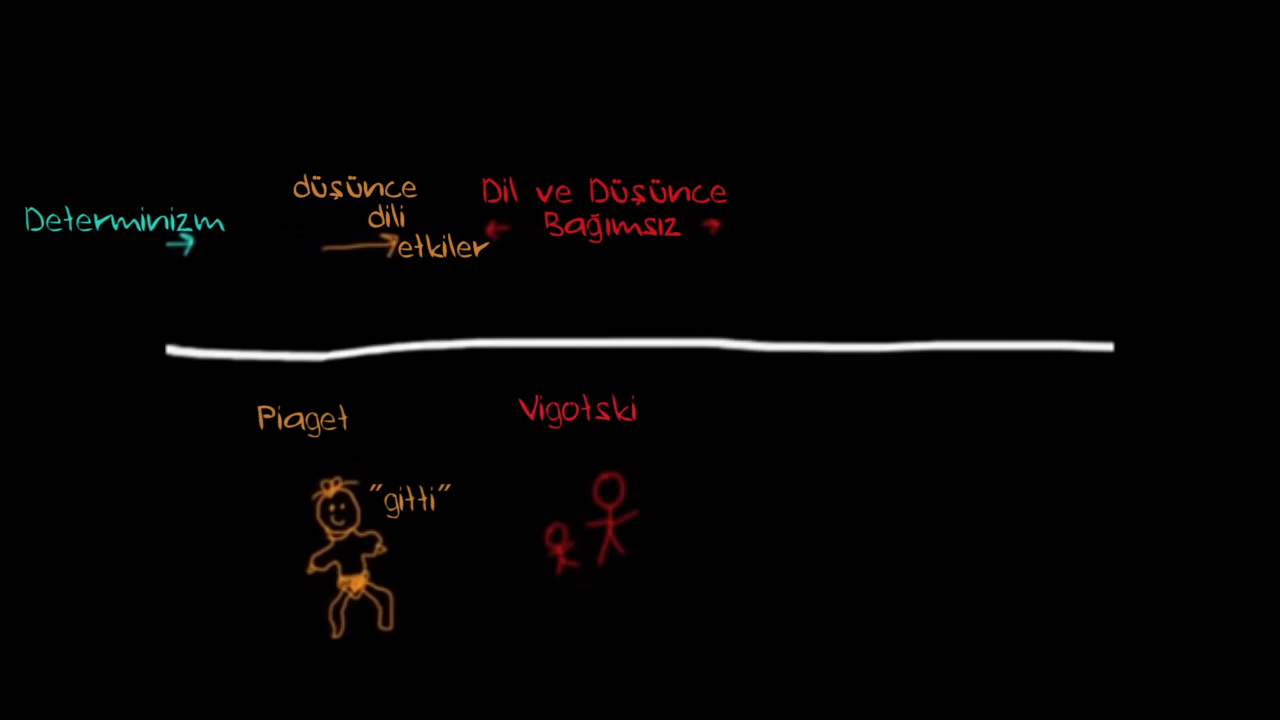 Determinizm
düşünce
dili
etkiler
Dil ve Düşünce
Bağımsız
Piaget
"gitti"
Vigotski